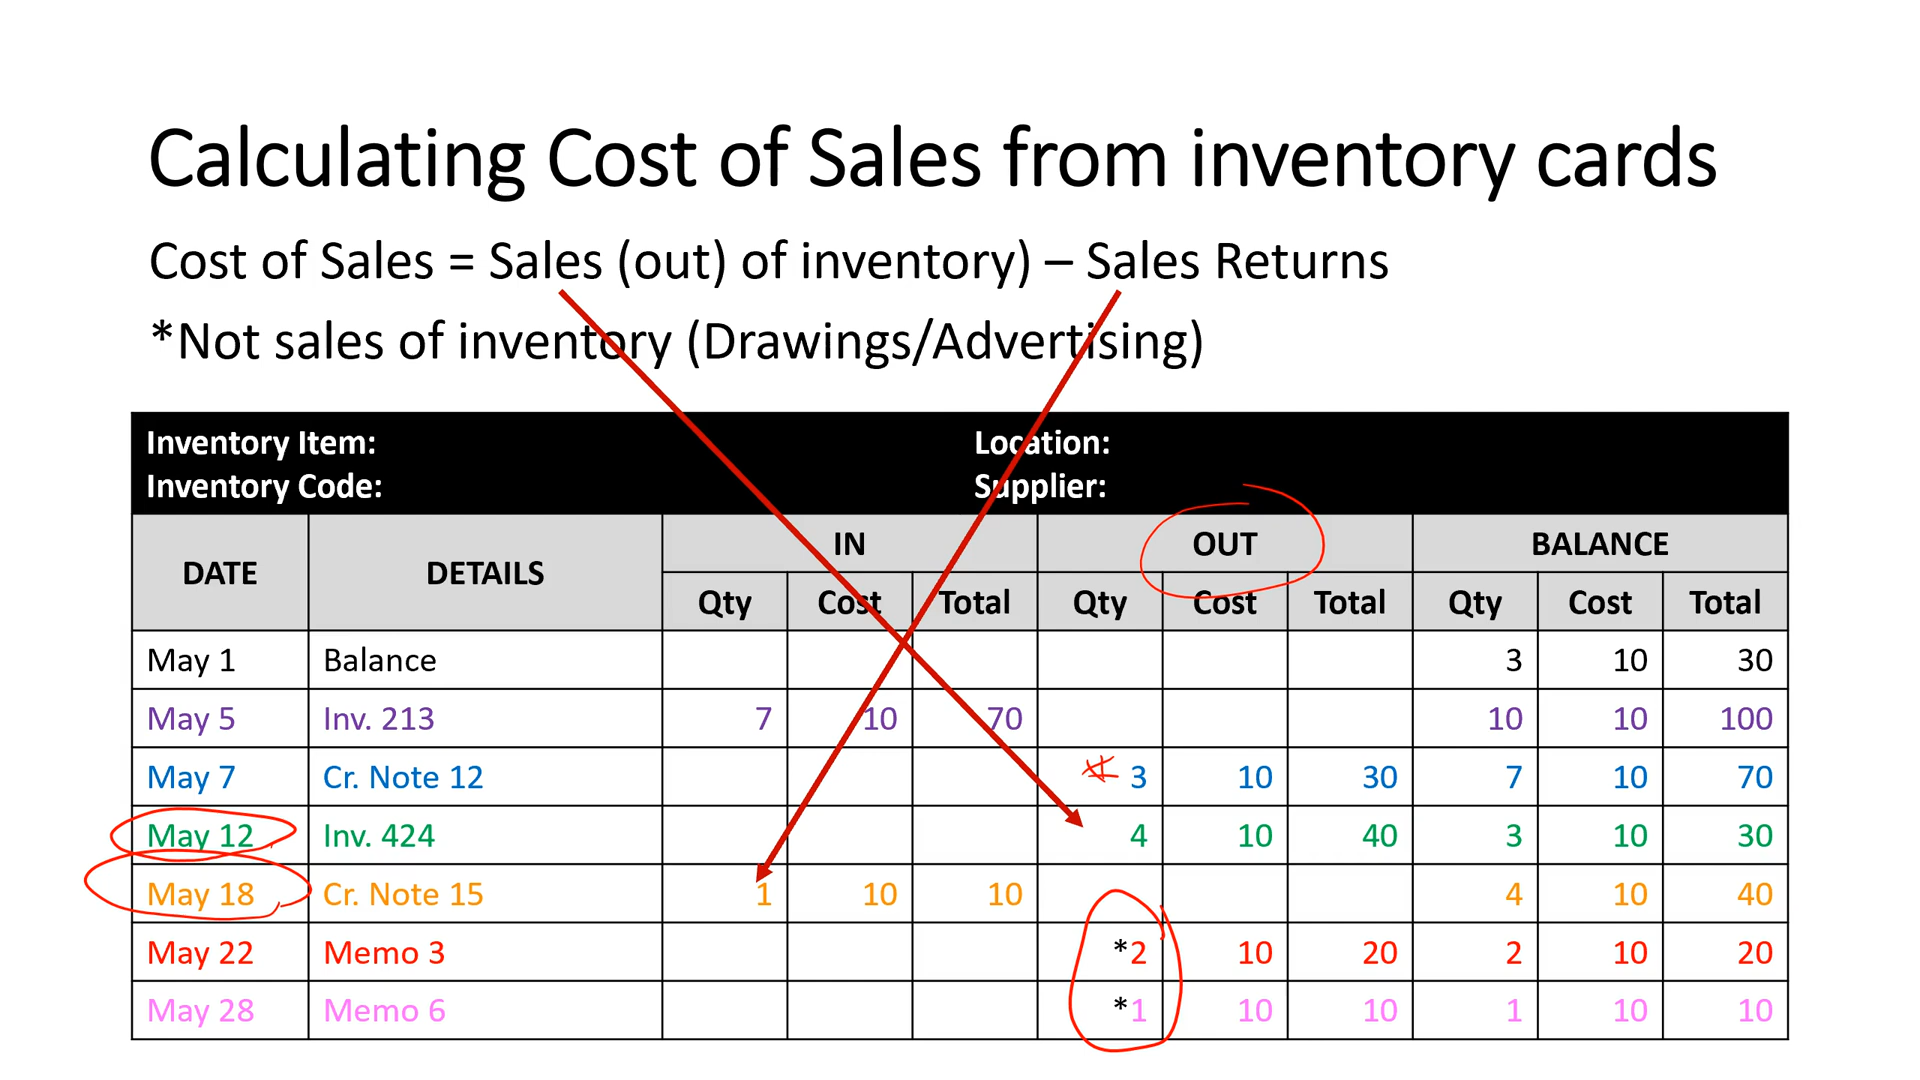 Calculating Cost of Sales from inventory cards
Cost of Sales = Sales (out) of inventory) – Sales Returns
*Not sales of inventory (Drawings/Advertising)
Inventory Item: Location:
Inventory Code: Supplier:
DATE DETAILS IN OUT BALANCE
Qty Cost Total Qty Cost Total Qty Cost Total
May 1 Balance 3 10 30
May 5 Inv. 213 7 10 70 10 10 100
May 7 Cr. Note 12 * 3 10 30 7 10 70
May 12 Inv. 424 4 10 40 3 10 30
May 18 Cr. Note 15 1 10 10 4 10 40
May 22 Memo 3 *2 10 20 2 10 20
May 28 Memo 6 *1 10 10 1 10 10